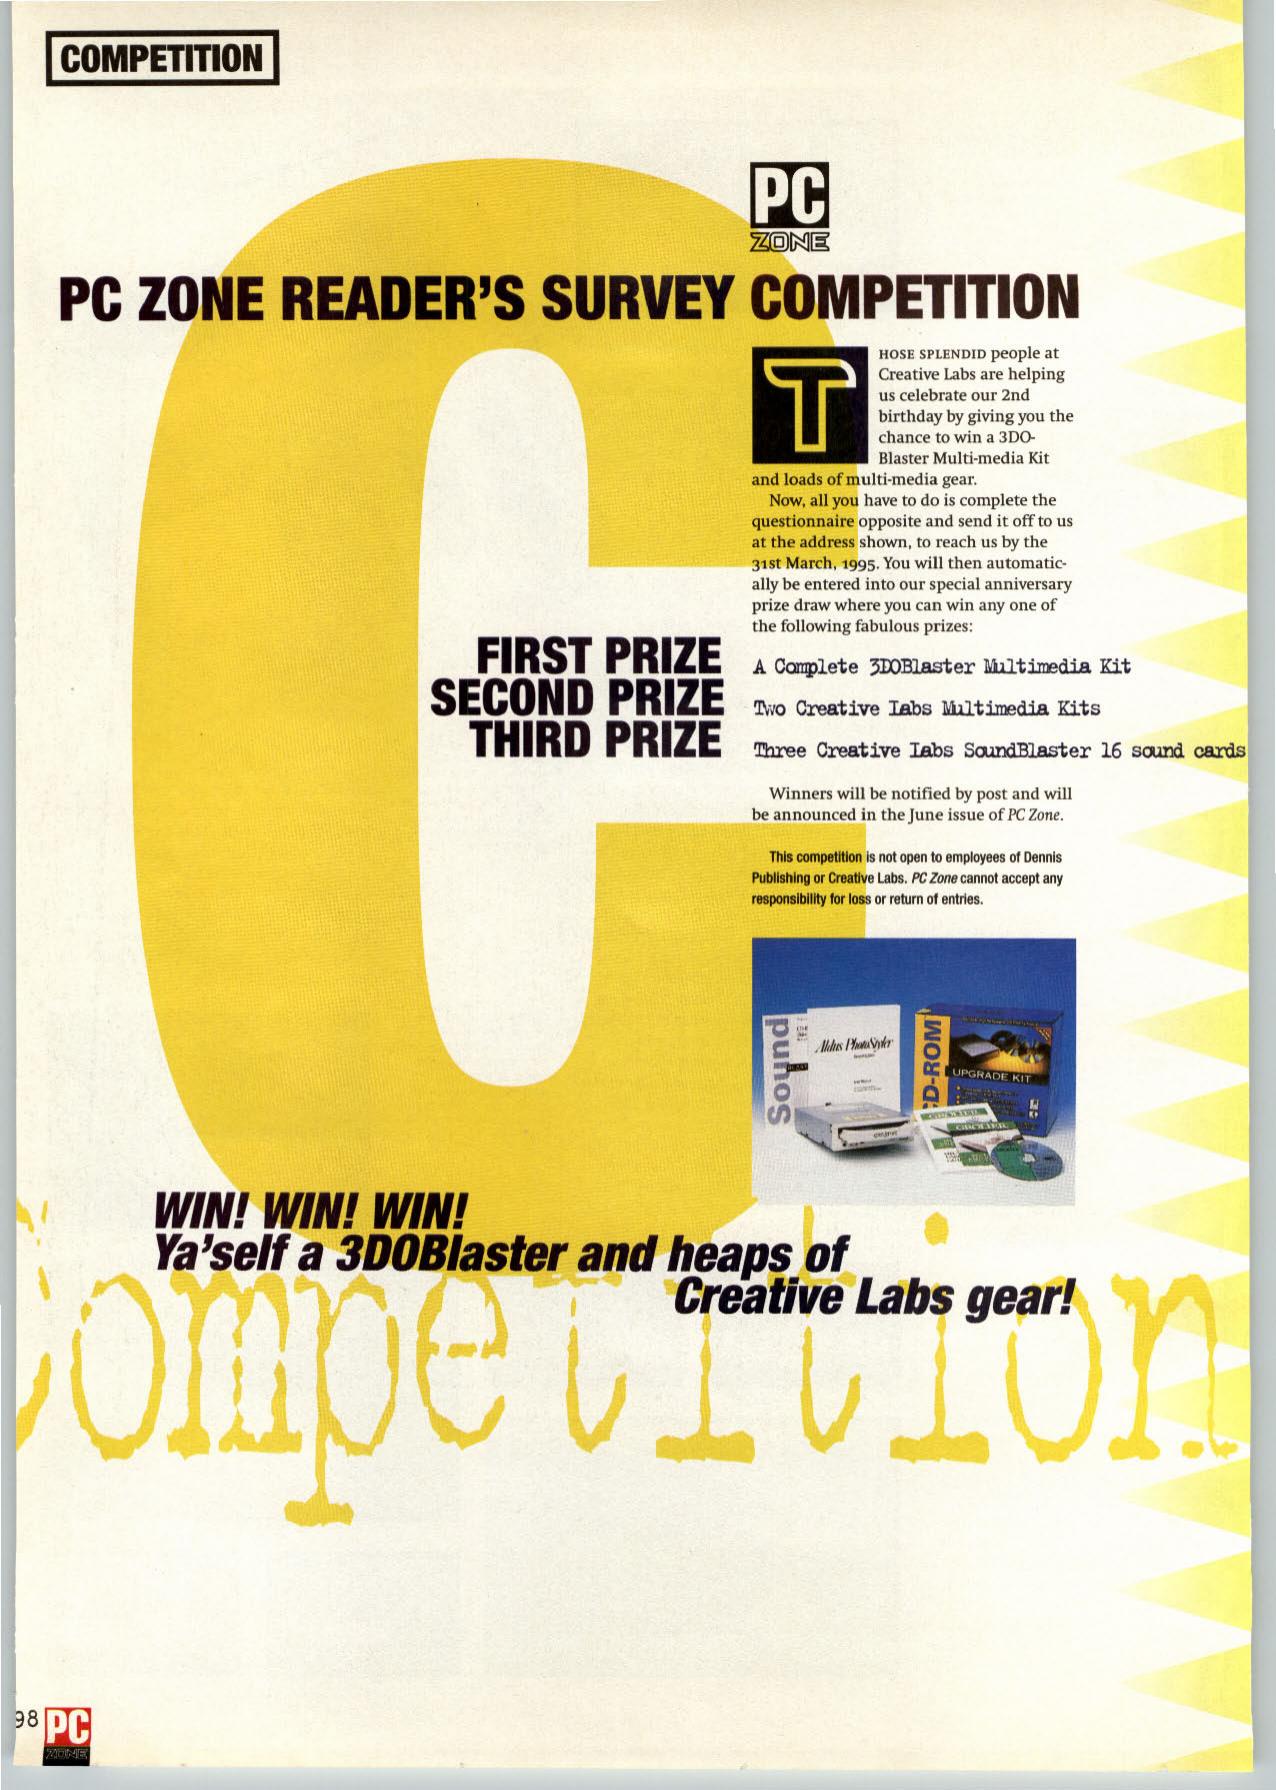 COMPETITION
PC
ZONE
PC ZONE READER'S SURVEY COMPETITION
THOSE SPLENDID people at
Creative Labs are helping
us celebrate our 2nd
birthday by giving you the
chance to win a 3DO-
Blaster Multi-media Kit
and loads of multi-media gear.
Now, all you have to do is complete the
questionnaire opposite and send it off to us
at the address shown, to reach us by the
31st March, 1995. You will then automatic-
ally be entered into our special anniversary
prize draw where you can win any one of
the following fabulous prizes:
FIRST PRIZE A Complete 3DOBlaster Multimedia Kit
SECOND PRIZE Two Creative Labs Multimedia Kits
THIRD PRIZE Three Creative Labs SoundBlaster 16 sound cards
Winners will be notified by post and will
be announced in the June issue of PC Zone.
This competition is not open to employees of Dennis
Publishing or Creative Labs. PC Zone cannot accept any
responsibility for loss or return of entries.
Sound
Aldus PhotoStyler
CD-ROM
UPGRADE KIT
GROLIER
GROLIER
WIN! WIN! WIN!
Ya'self a 3DOBlaster and heaps of
Creative Labs gear!
Competition
98 PC
ZONE